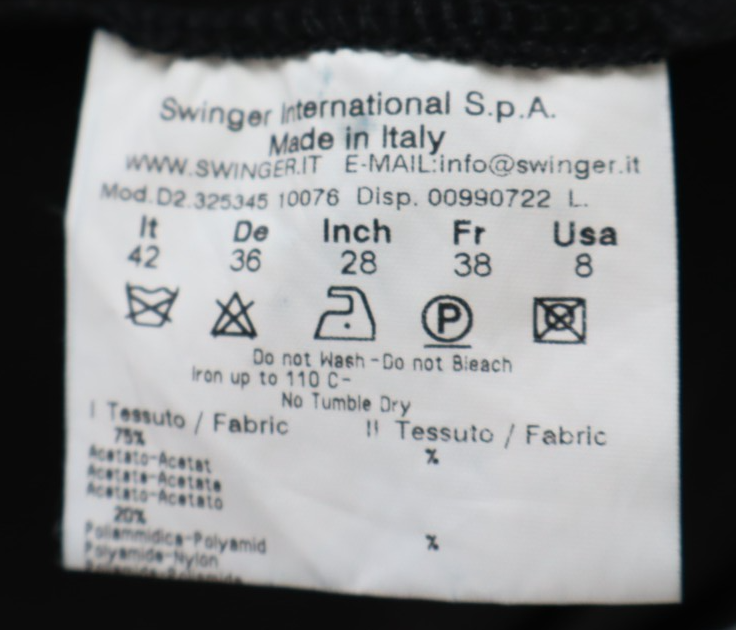 Swinger International S.p.A.
Made in Italy
WWW.SWINGER.IT E-MAIL:info@swinger.it
Mod.D2.325345 10076 Disp. 00990722 L.
It De Inch Fr Usa
42 36 28 38 8
P
Do not Wash-Do not Bleach
Iron up to 110 C-
No Tumble Dry
I Tessuto / Fabric II Tessuto / Fabric
75% %
Acetato-Acetat
Acetate-Acetate
Acetato-Acetato
20% %
Poliammidica-Polyamid
Polyamide-Nylon